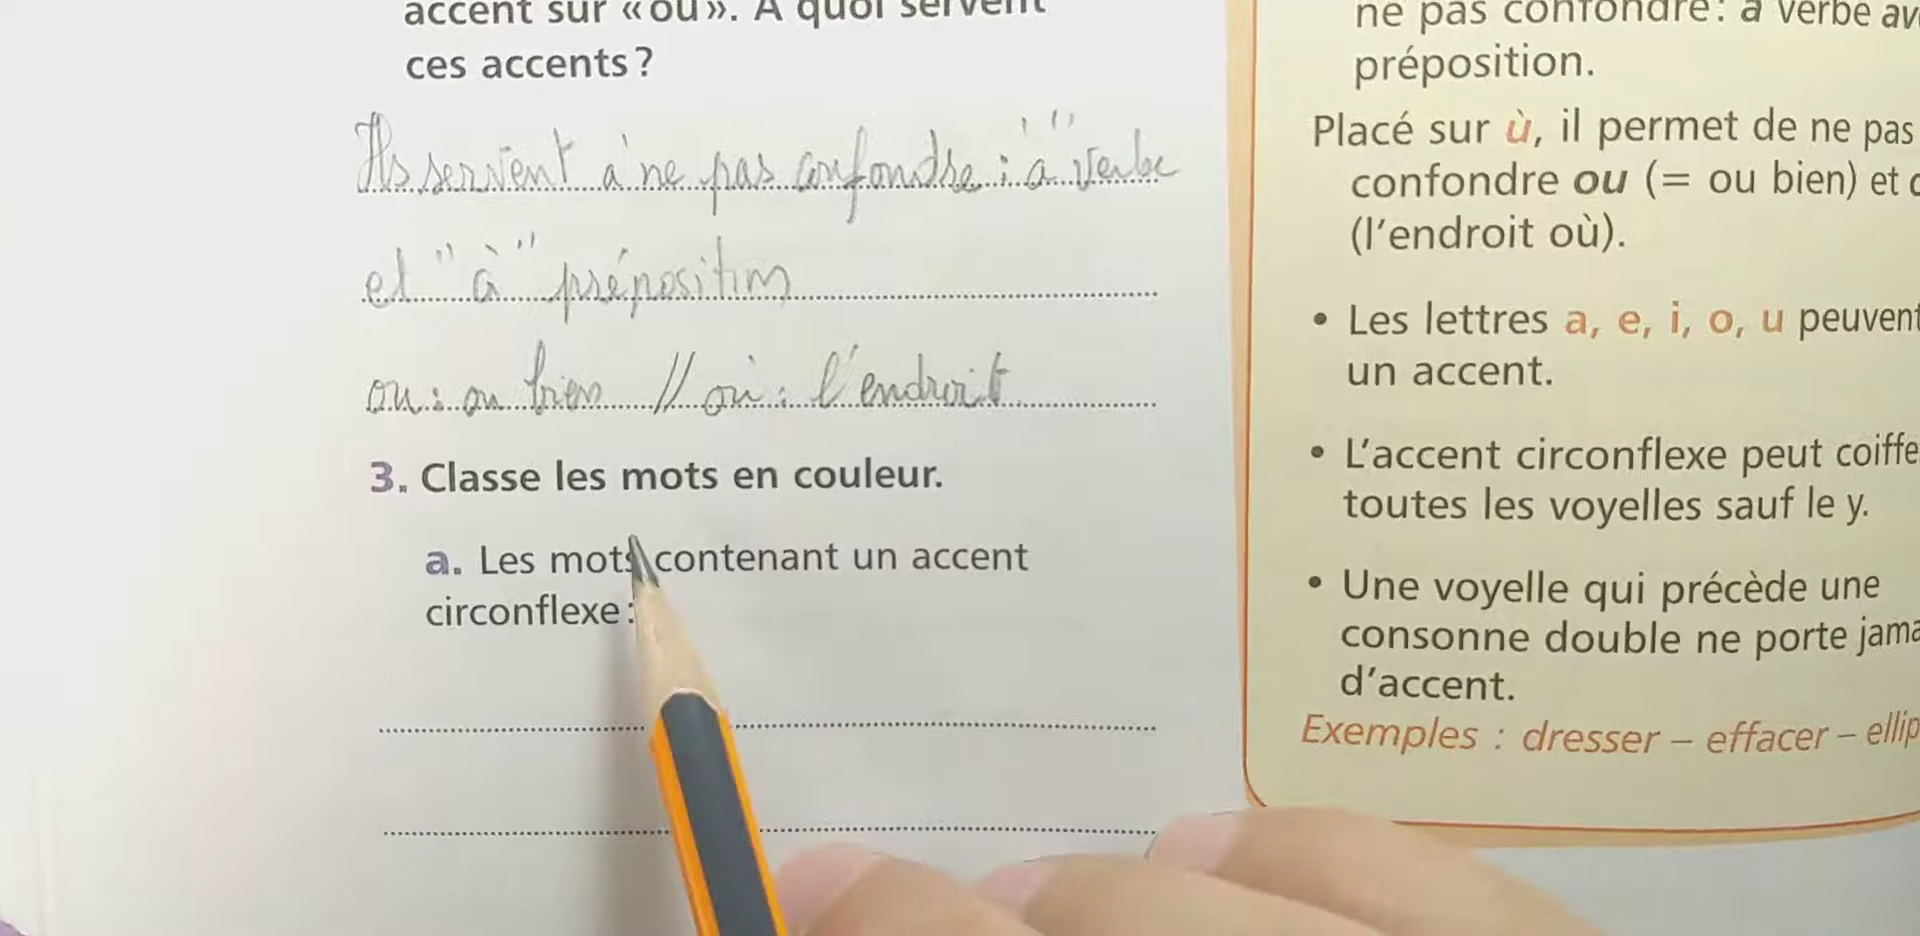 accent sur « où ». À quoi servent
ces accents ?
Ils servent à ne pas confondre : "a" verbe
et "à" préposition
ou : ou bien // où : l'endroit
3. Classe les mots en couleur.
a. Les mots contenant un accent
circonflexe :
ne pas confondre : a verbe av
préposition.
Placé sur ù, il permet de ne pas
confondre ou (= ou bien) et o
(l'endroit où).
• Les lettres a, e, i, o, u peuvent
un accent.
• L'accent circonflexe peut coiffe
toutes les voyelles sauf le y.
• Une voyelle qui précède une
consonne double ne porte jama
d'accent.
Exemples : dresser – effacer – ellip